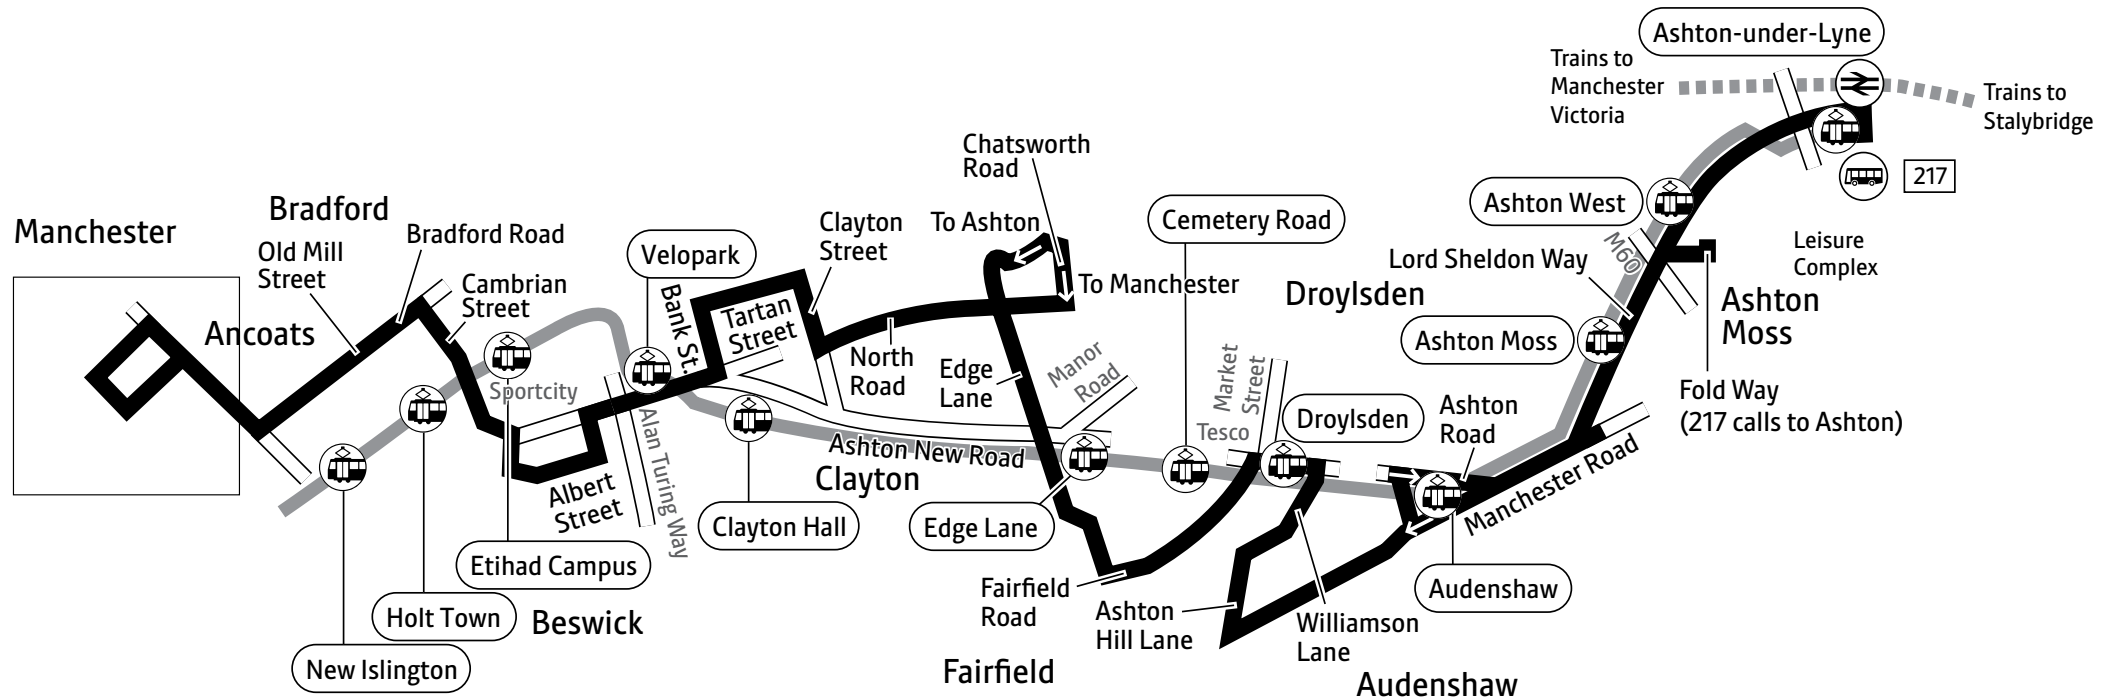 Ashton-under-Lyne
Trains to
Manchester
Victoria
Trains to
Stalybridge
217
Ashton West
Leisure
Complex
M60
Lord Sheldon Way
Ashton
Moss
Ashton Moss
Fold Way
(217 calls to Ashton)
Manchester
Bradford
Old Mill
Street
Bradford Road
Ancoats
Cambrian
Street
Sportcity
Velopark
Bank St.
Tartan
Street
Clayton
Street
Chatsworth
Road
To Ashton
To Manchester
Cemetery Road
Droylsden
North
Road
Edge
Lane
Manor
Road
Market
Street
Tesco
Droylsden
Ashton
Road
Manchester Road
Ashton New Road
Clayton
Alan Turing Way
Albert
Street
Clayton Hall
Edge Lane
Etihad Campus
Holt Town
Beswick
New Islington
Fairfield
Road
Ashton
Hill Lane
Williamson
Lane
Audenshaw
Fairfield
Audenshaw